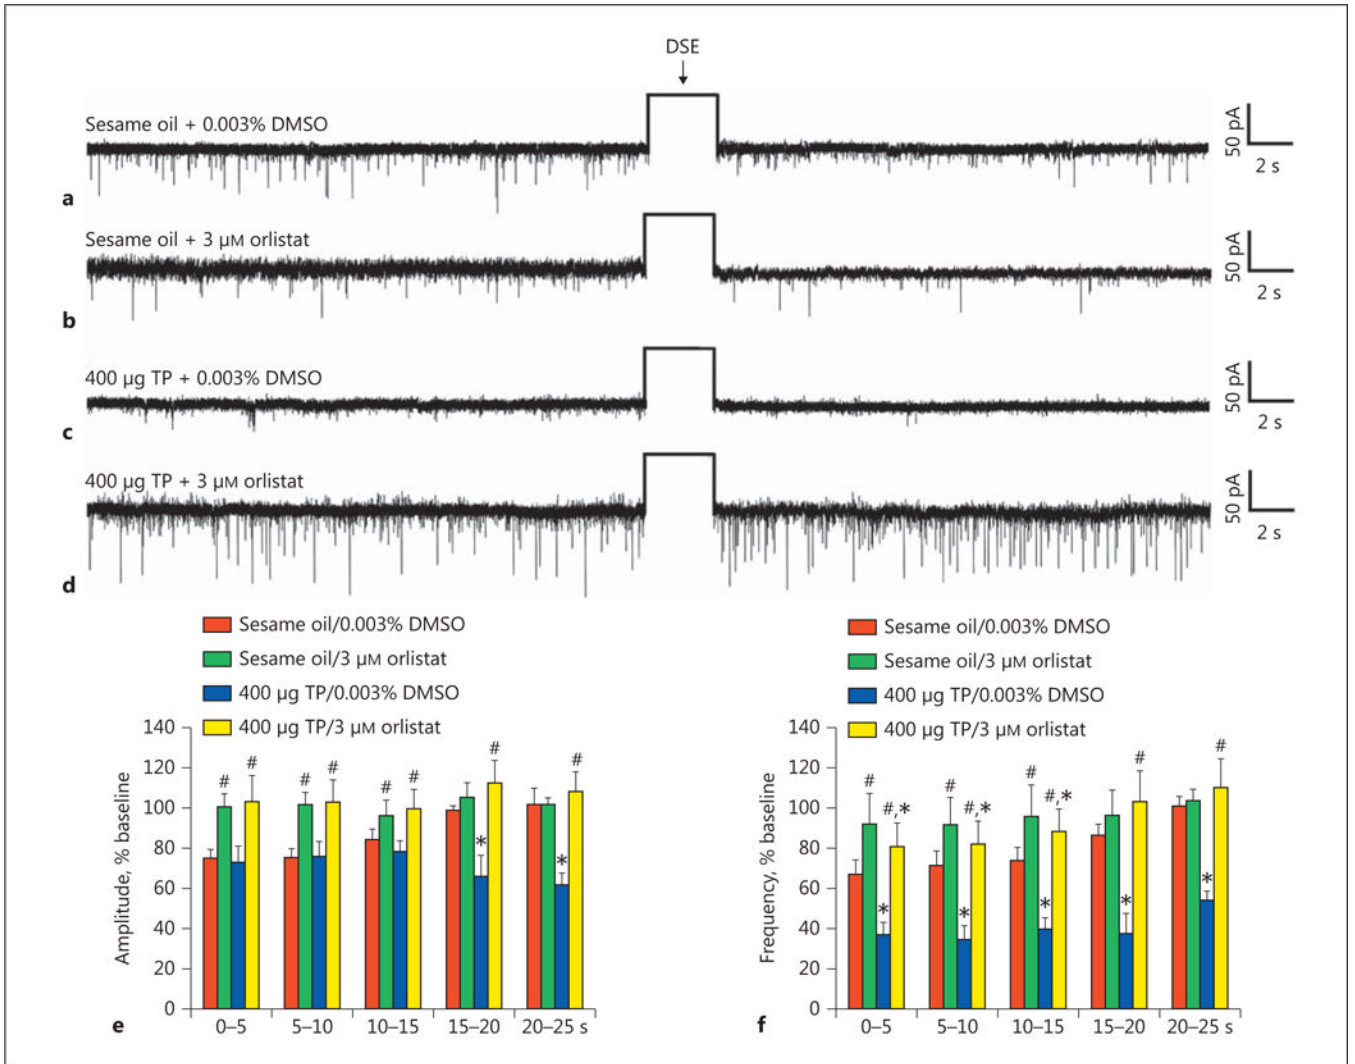 DSE
Sesame oil + 0.003% DMSO
50 pA
2 s
a
Sesame oil + 3 µM orlistat
50 pA
2 s
b
400 µg TP + 0.003% DMSO
50 pA
2 s
c
400 µg TP + 3 µM orlistat
50 pA
2 s
d
Sesame oil/0.003% DMSO
Sesame oil/3 µM orlistat
400 µg TP/0.003% DMSO
400 µg TP/3 µM orlistat
Amplitude, % baseline
140
120
100
80
60
40
20
0
# # # # # # # * # *
0–5 5–10 10–15 15–20 20–25 s
e
Sesame oil/0.003% DMSO
Sesame oil/3 µM orlistat
400 µg TP/0.003% DMSO
400 µg TP/3 µM orlistat
Frequency, % baseline
140
120
100
80
60
40
20
0
# * #,* # * #,* # * #,* * # * #
0–5 5–10 10–15 15–20 20–25 s
f